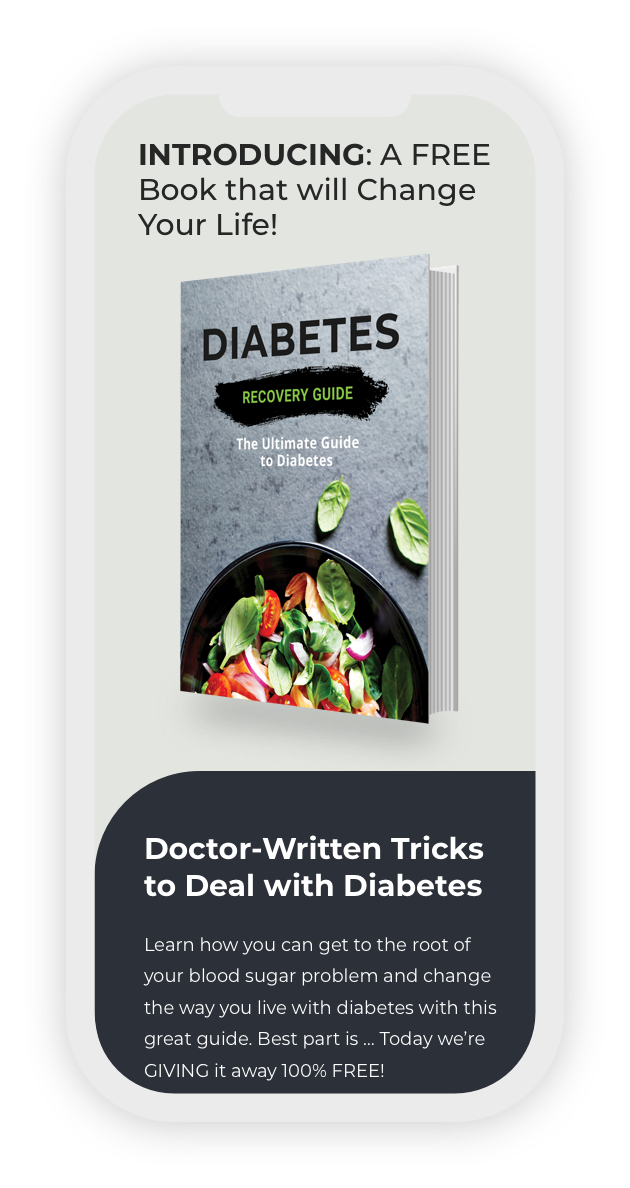 INTRODUCING: A FREE
Book that will Change
Your Life!
DIABETES
RECOVERY GUIDE
The Ultimate Guide
to Diabetes
Doctor-Written Tricks
to Deal with Diabetes
Learn how you can get to the root of
your blood sugar problem and change
the way you live with diabetes with this
great guide. Best part is ... Today we’re
GIVING it away 100% FREE!